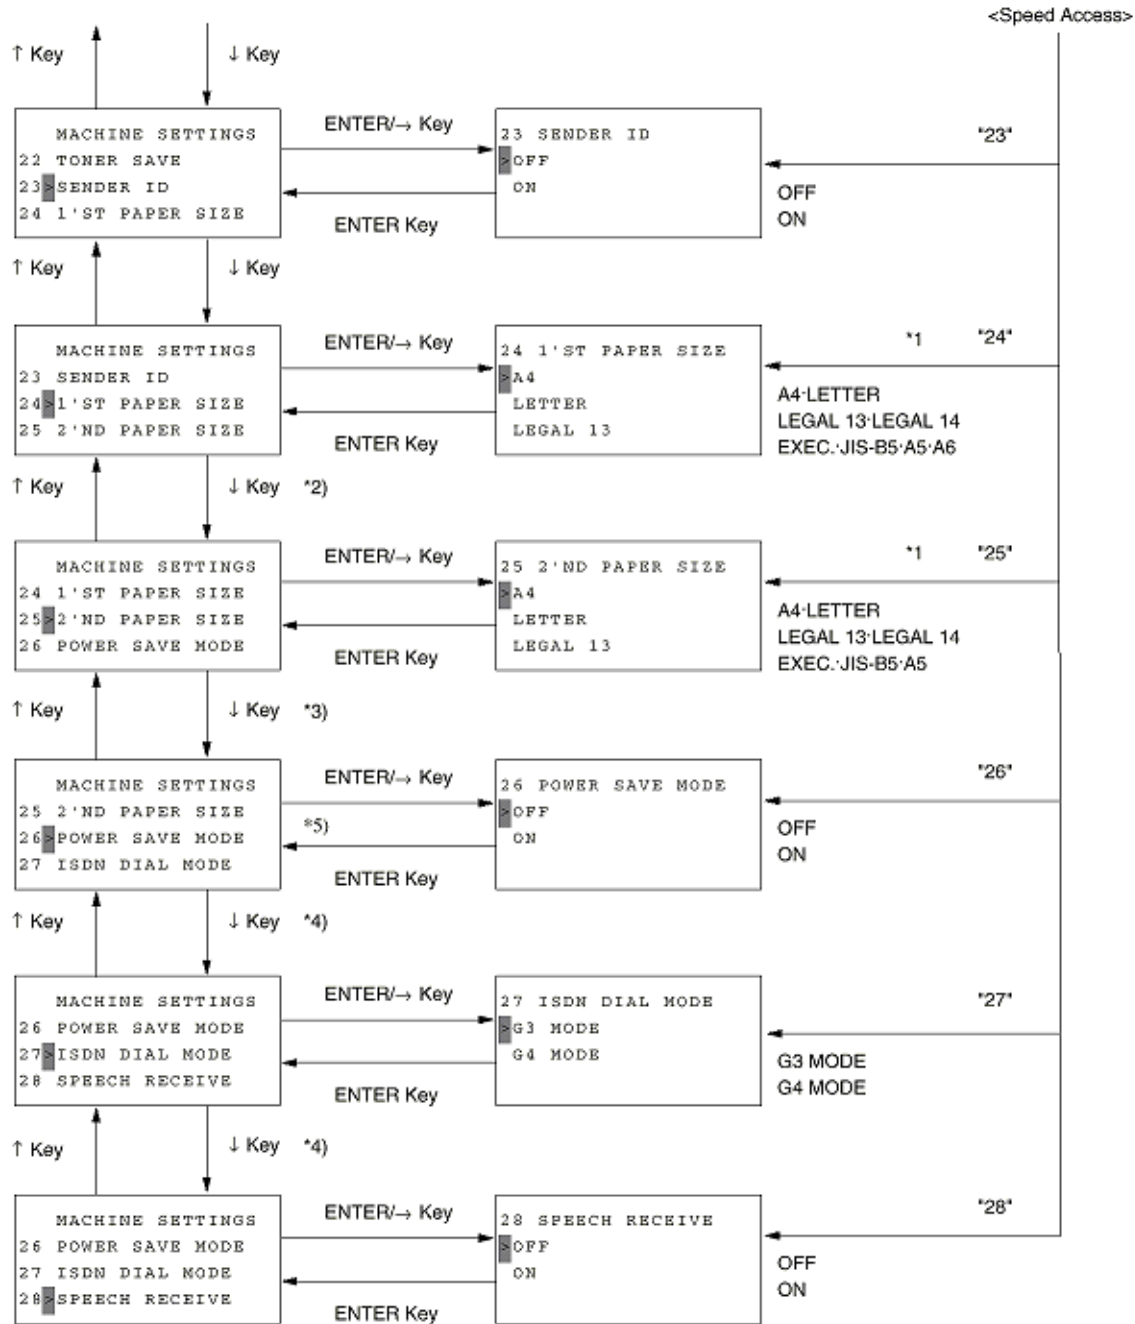 <Speed Access>
↑ Key ↓ Key
MACHINE SETTINGS
22 TONER SAVE
23>SENDER ID
24 1'ST PAPER SIZE
ENTER/→ Key
ENTER Key
23 SENDER ID
>OFF
ON
"23"
OFF
ON
↑ Key ↓ Key
MACHINE SETTINGS
23 SENDER ID
24>1'ST PAPER SIZE
25 2'ND PAPER SIZE
ENTER/→ Key
ENTER Key
24 1'ST PAPER SIZE
>A4
LETTER
LEGAL 13
*1 "24"
A4·LETTER
LEGAL 13·LEGAL 14
EXEC.·JIS-B5·A5·A6
↑ Key ↓ Key *2)
MACHINE SETTINGS
24 1'ST PAPER SIZE
25>2'ND PAPER SIZE
26 POWER SAVE MODE
ENTER/→ Key
ENTER Key
25 2'ND PAPER SIZE
>A4
LETTER
LEGAL 13
*1 "25"
A4·LETTER
LEGAL 13·LEGAL 14
EXEC.·JIS-B5·A5
↑ Key ↓ Key *3)
MACHINE SETTINGS
25 2'ND PAPER SIZE
26>POWER SAVE MODE
27 ISDN DIAL MODE
ENTER/→ Key
*5)
ENTER Key
26 POWER SAVE MODE
>OFF
ON
"26"
OFF
ON
↑ Key ↓ Key *4)
MACHINE SETTINGS
26 POWER SAVE MODE
27>ISDN DIAL MODE
28 SPEECH RECEIVE
ENTER/→ Key
ENTER Key
27 ISDN DIAL MODE
>G3 MODE
G4 MODE
"27"
G3 MODE
G4 MODE
↑ Key ↓ Key *4)
MACHINE SETTINGS
26 POWER SAVE MODE
27 ISDN DIAL MODE
28>SPEECH RECEIVE
ENTER/→ Key
ENTER Key
28 SPEECH RECEIVE
>OFF
ON
"28"
OFF
ON